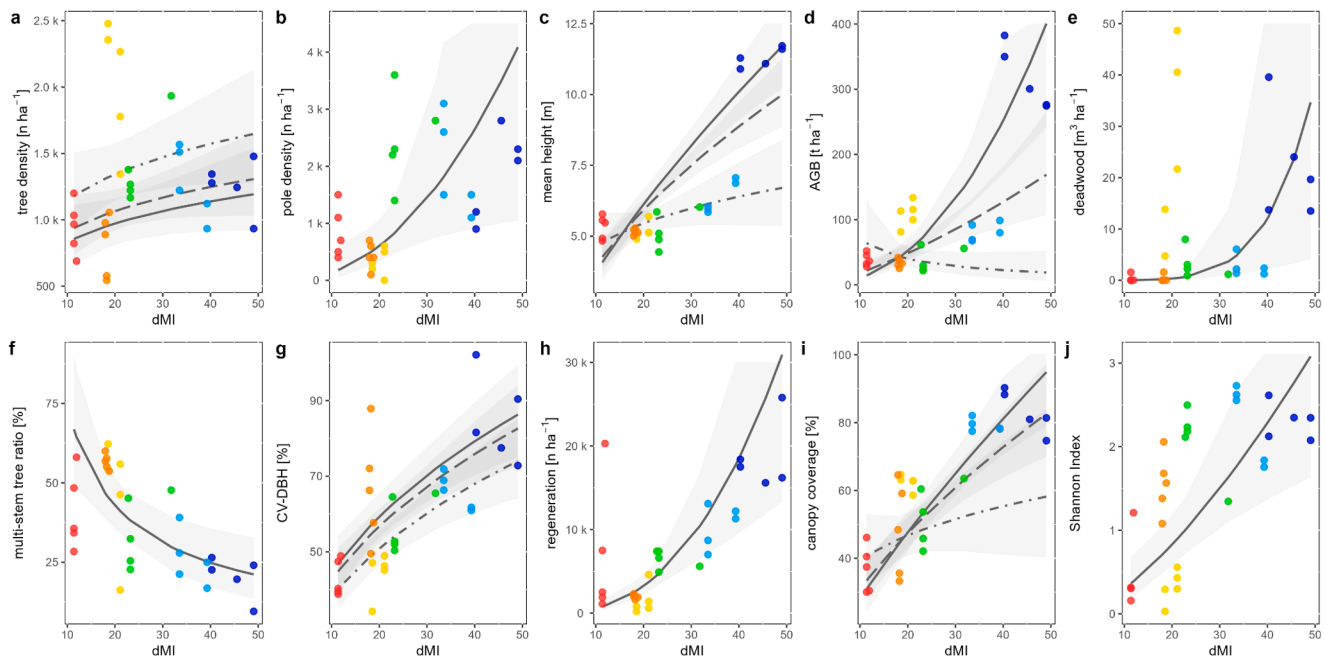 a
tree density [n ha⁻¹]
2.5 k
2.0 k
1.5 k
1.0 k
500
10 20 30 40 50
dMI
b
pole density [n ha⁻¹]
4 k
3 k
2 k
1 k
0
10 20 30 40 50
dMI
c
mean height [m]
12.5
10.0
7.5
5.0
10 20 30 40 50
dMI
d
AGB [t ha⁻¹]
400
300
200
100
0
10 20 30 40 50
dMI
e
deadwood [m³ ha⁻¹]
50
40
30
20
10
0
10 20 30 40 50
dMI
f
multi-stem tree ratio [%]
75
50
25
10 20 30 40 50
dMI
g
CV-DBH [%]
90
70
50
10 20 30 40 50
dMI
h
regeneration [n ha⁻¹]
30 k
20 k
10 k
0
10 20 30 40 50
dMI
i
canopy coverage [%]
100
80
60
40
10 20 30 40 50
dMI
j
Shannon Index
3
2
1
0
10 20 30 40 50
dMI